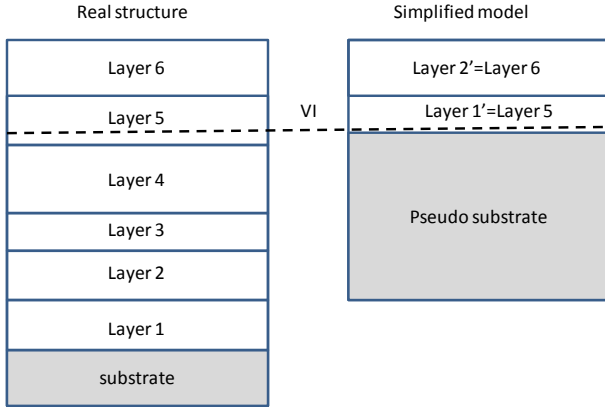 Real structure
Simplified model
Layer 6
Layer 5
Layer 4
Layer 3
Layer 2
Layer 1
substrate
VI
Layer 2'=Layer 6
Layer 1'=Layer 5
Pseudo substrate